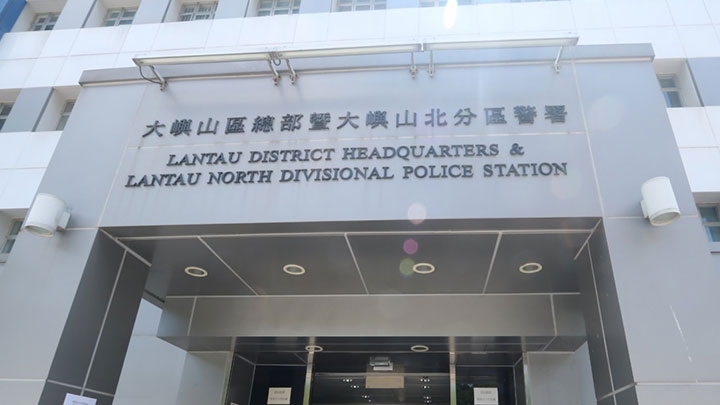 大嶼山區總部暨大嶼山北分區警署
LANTAU DISTRICT HEADQUARTERS &
LANTAU NORTH DIVISIONAL POLICE STATION